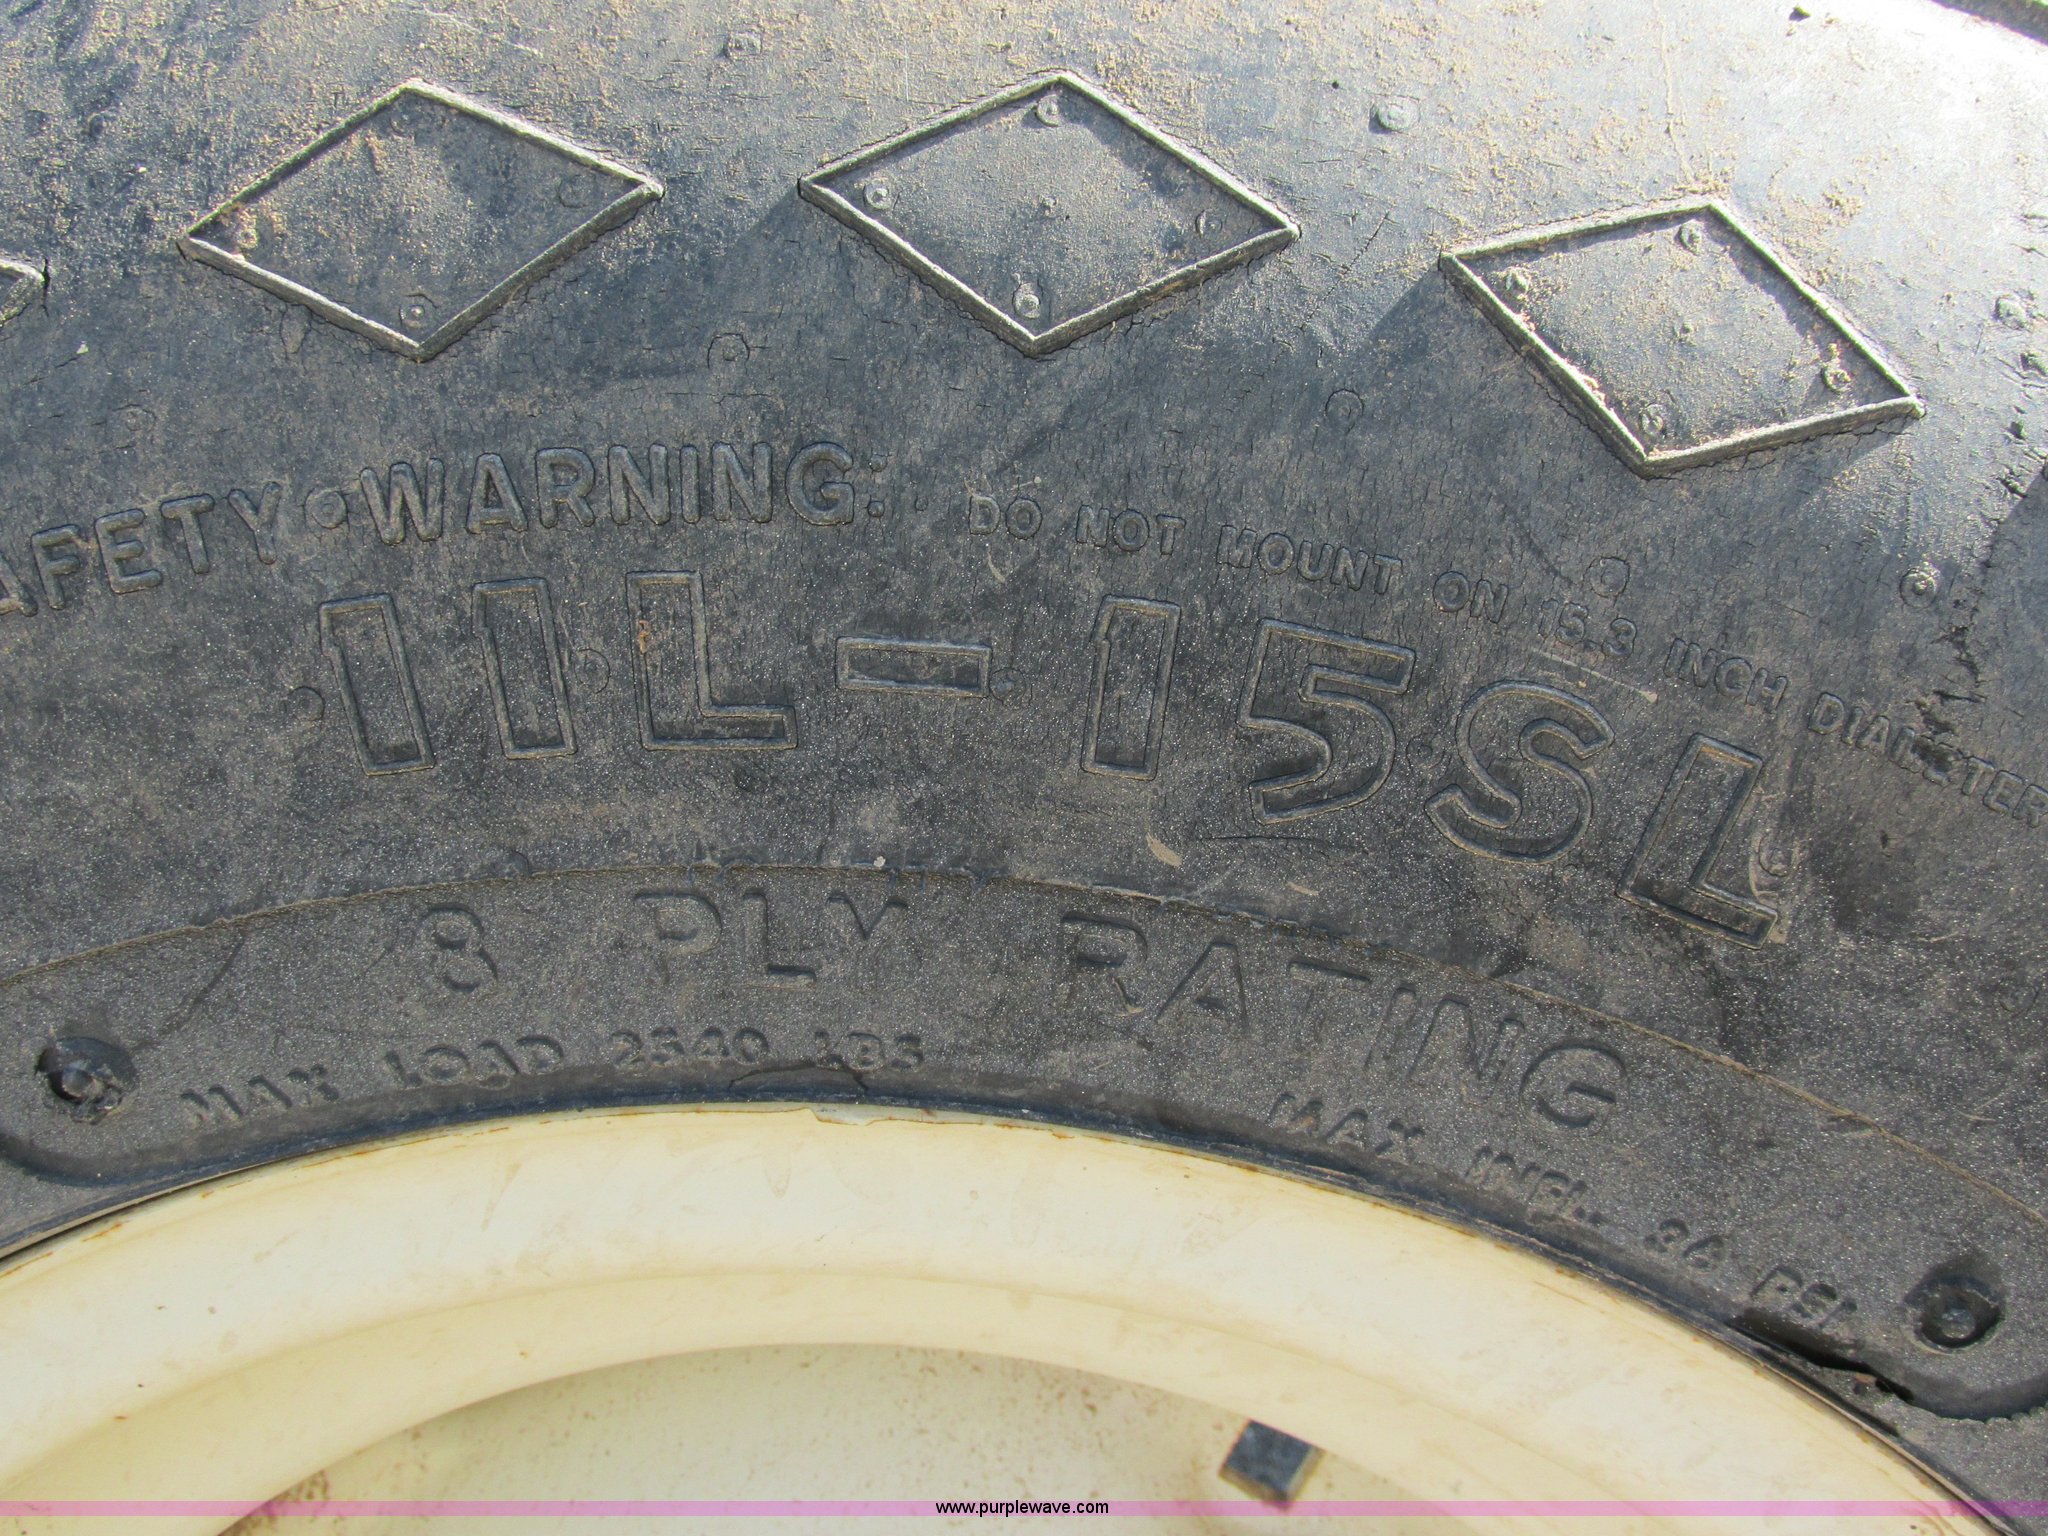 SAFETY • WARNING: DO NOT MOUNT ON 15.3 INCH DIAMETER
11L-15SL
8 PLY RATING
MAX LOAD 2540 LBS MAX INFL. 36 PSI.
www.purplewave.com